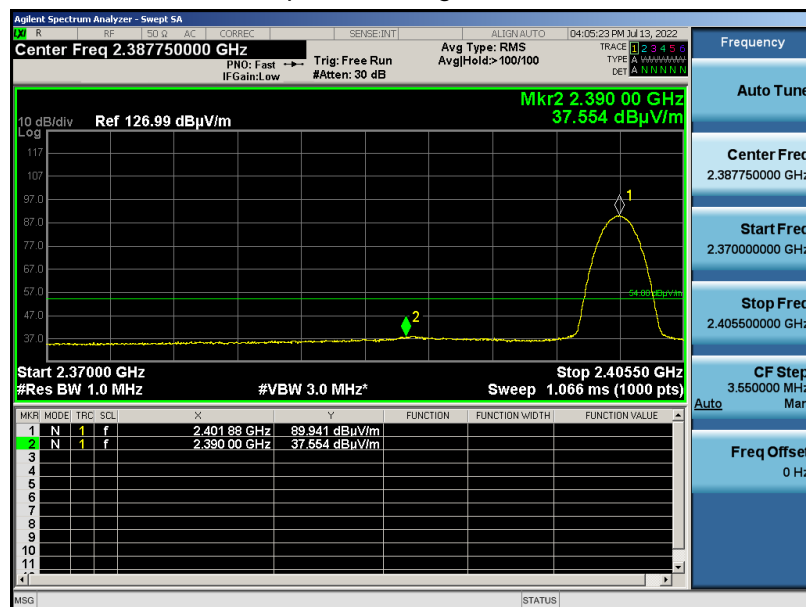 Agilent Spectrum Analyzer - Swept SA
LXI R RF 50 Ω AC CORREC SENSE:INT ALIGN AUTO 04:05:23 PM Jul 13, 2022
Center Freq 2.387750000 GHz
PNO: Fast
IFGain:Low
Trig: Free Run
#Atten: 30 dB
Avg Type: RMS
Avg|Hold:>100/100
TRACE 1 2 3 4 5 6
TYPE A WWWWW
DET A N N N N N
Mkr2 2.390 00 GHz
37.554 dBµV/m
10 dB/div Ref 126.99 dBµV/m
Log
117
107
97.0
87.0
77.0
67.0
57.0
47.0
37.0
1
2
54.00 dBµV/m
Start 2.37000 GHz Stop 2.40550 GHz
#Res BW 1.0 MHz #VBW 3.0 MHz* Sweep 1.066 ms (1000 pts)
MKR MODE TRC SCL X Y FUNCTION FUNCTION WIDTH FUNCTION VALUE
1 N 1 f 2.401 88 GHz 89.941 dBµV/m
2 N 1 f 2.390 00 GHz 37.554 dBµV/m
3
4
5
6
7
8
9
10
11
MSG STATUS
Frequency
Auto Tune
Center Freq
2.387750000 GHz
Start Freq
2.370000000 GHz
Stop Freq
2.405500000 GHz
CF Step
3.550000 MHz
Auto Man
Freq Offset
0 Hz